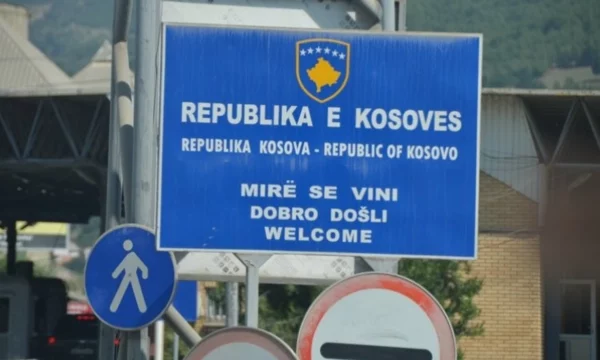 REPUBLIKA E KOSOVES
REPUBLIKA KOSOVA - REPUBLIC OF KOSOVO
MIRË SE VINI
DOBRO DOŠLI
WELCOME